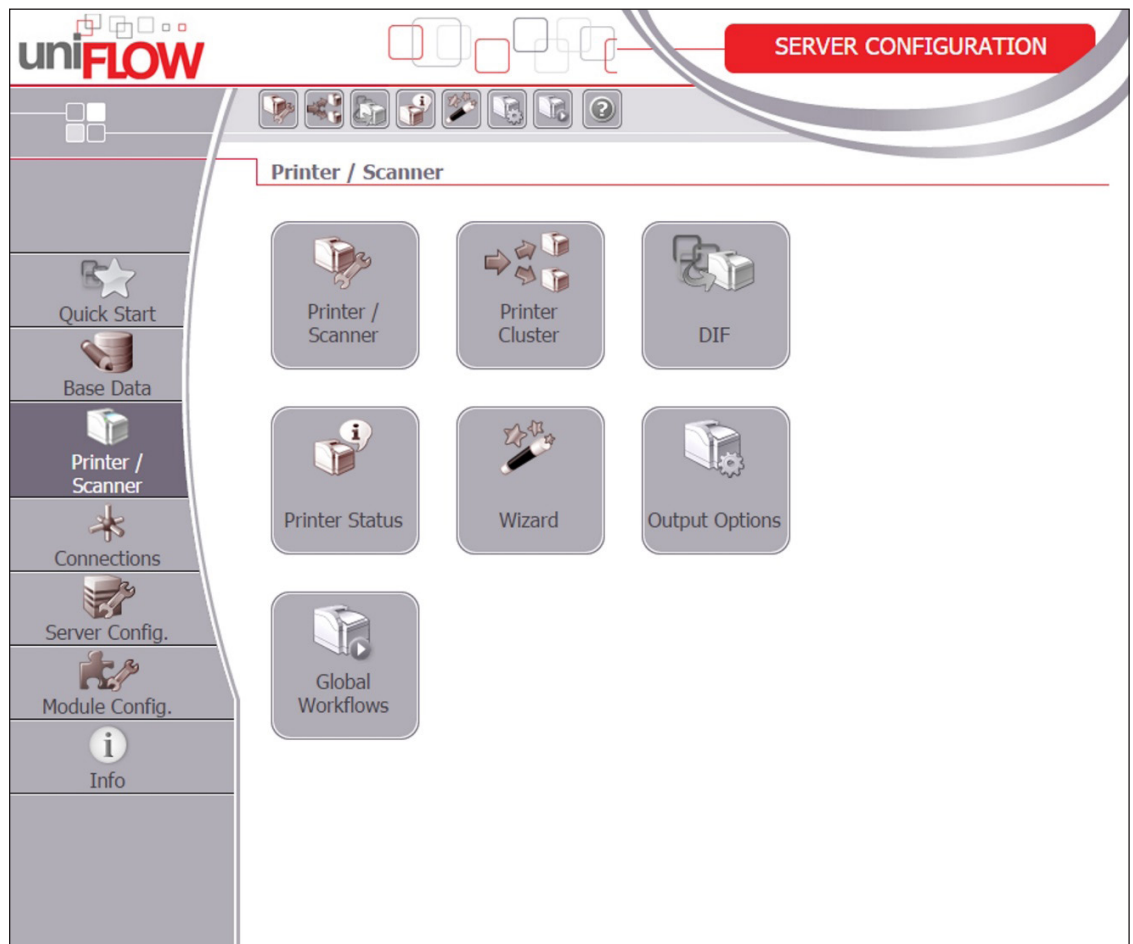 uniFLOW
SERVER CONFIGURATION
i
?
Printer / Scanner
Quick Start
Base Data
Printer /
Scanner
Connections
Server Config.
Module Config.
i
Info
Printer /
Scanner
Printer
Cluster
DIF
i
Printer Status
Wizard
Output Options
Global
Workflows